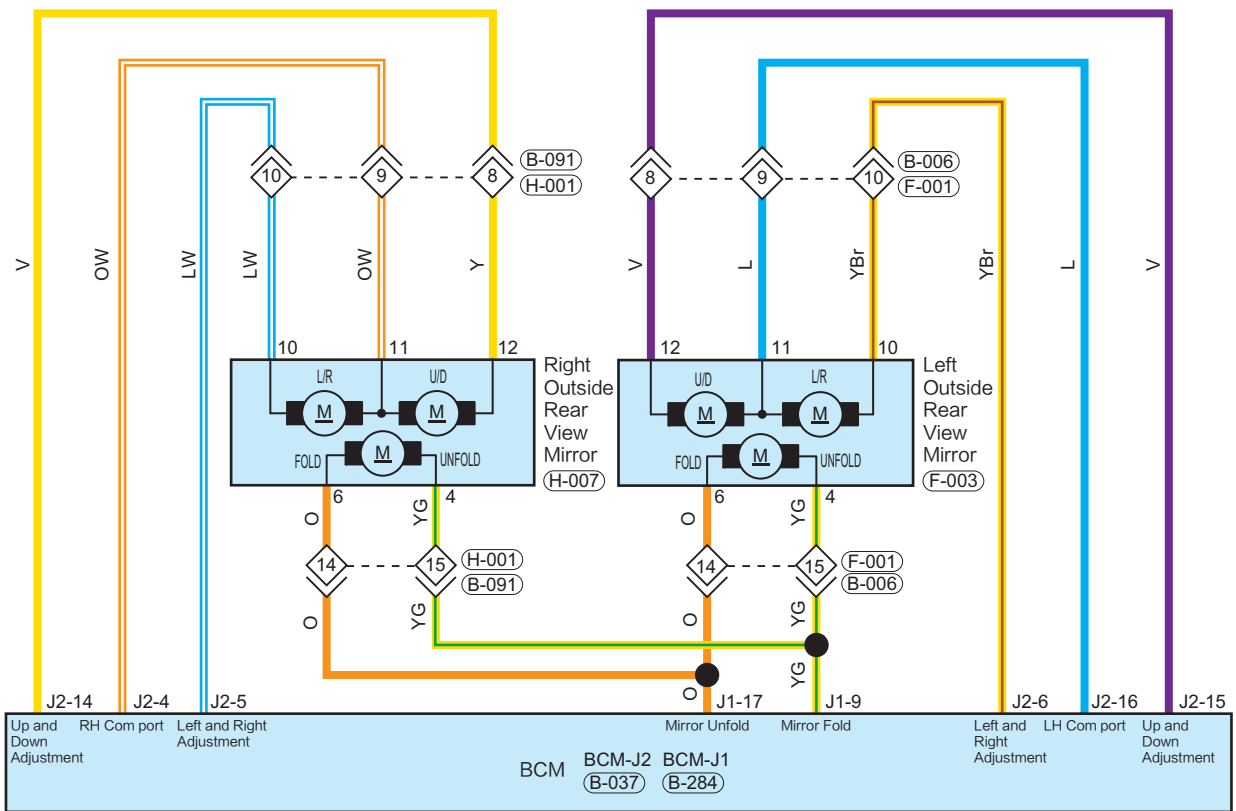 10
9
8
B-091
H-001
8
9
10
B-006
F-001
V
OW
LW
LW
OW
Y
V
L
YBr
YBr
L
V
10
11
12
L/R
U/D
M
M
FOLD
M
UNFOLD
Right
Outside
Rear
View
Mirror
H-007
12
11
10
U/D
L/R
M
M
FOLD
M
UNFOLD
Left
Outside
Rear
View
Mirror
F-003
6
4
6
4
O
YG
O
YG
14
15
H-001
B-091
14
15
F-001
B-006
O
YG
O
YG
O
YG
J2-14
J2-4
J2-5
J1-17
J1-9
J2-6
J2-16
J2-15
Up and
Down
Adjustment
RH Com port
Left and Right
Adjustment
Mirror Unfold
Mirror Fold
Left and
Right
Adjustment
LH Com port
Up and
Down
Adjustment
BCM
BCM-J2
B-037
BCM-J1
B-284